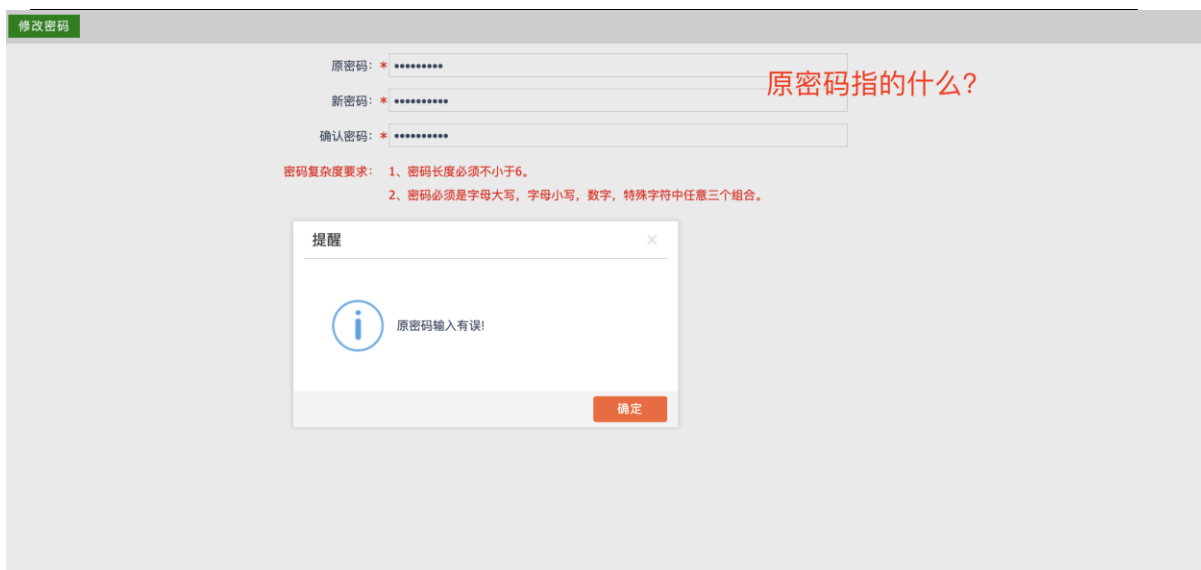 修改密码
原密码：* •••••••••
原密码指的什么?
新密码：* ••••••••••
确认密码：* ••••••••••
密码复杂度要求： 1、密码长度必须不小于6。
2、密码必须是字母大写，字母小写，数字，特殊字符中任意三个组合。
提醒 ×
原密码输入有误!
确定